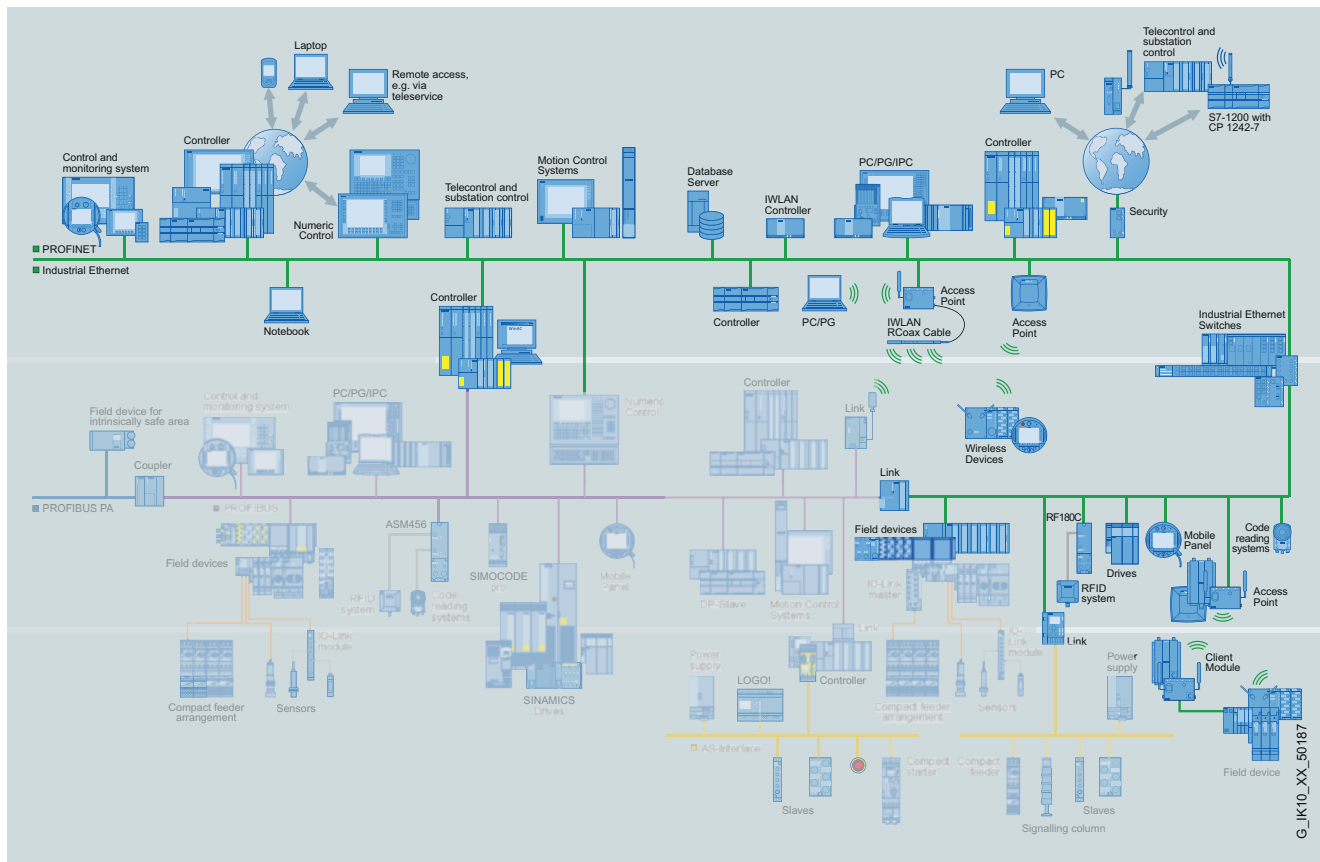 Laptop
Remote access,
e.g. via
teleservice
PC
Telecontrol and
substation
control
S7-1200 with
CP 1242-7
Control and
monitoring system
Controller
Numeric
Control
Telecontrol and
substation control
Motion Control
Systems
Database
Server
IWLAN
Controller
PC/PG/IPC
Controller
Security
PROFINET
Industrial Ethernet
Notebook
Controller
WinAC
Controller
PC/PG
Access
Point
IWLAN
RCoax Cable
Access
Point
Industrial Ethernet
Switches
Field device for
intrinsically safe area
Control and
monitoring system
PC/PG/IPC
Numeric
Control
Controller
Link
Wireless
Devices
Coupler
Link
PROFIBUS PA
PROFIBUS
ASM456
Field devices
SIMOCODE
pro
Mobile
Panel
RFID
system
Code
reading
systems
DP-Slave
Motion Control
Systems
Field devices
IO-Link
master
RF180C
Drives
Mobile
Panel
Code
reading
systems
RFID
system
Access
Point
IO-Link
module
Link
IO-
Link
module
Link
Power
supply
LOGO!
Controller
Power
supply
Client
Module
Compact feeder
arrangement
Sensors
SINAMICS
Drives
Compact feeder
arrangement
Sensors
AS-Interface
Compact
starter
Compact
feeder
Field device
Slaves
Slaves
Signalling column
G_IK10_XX_50187